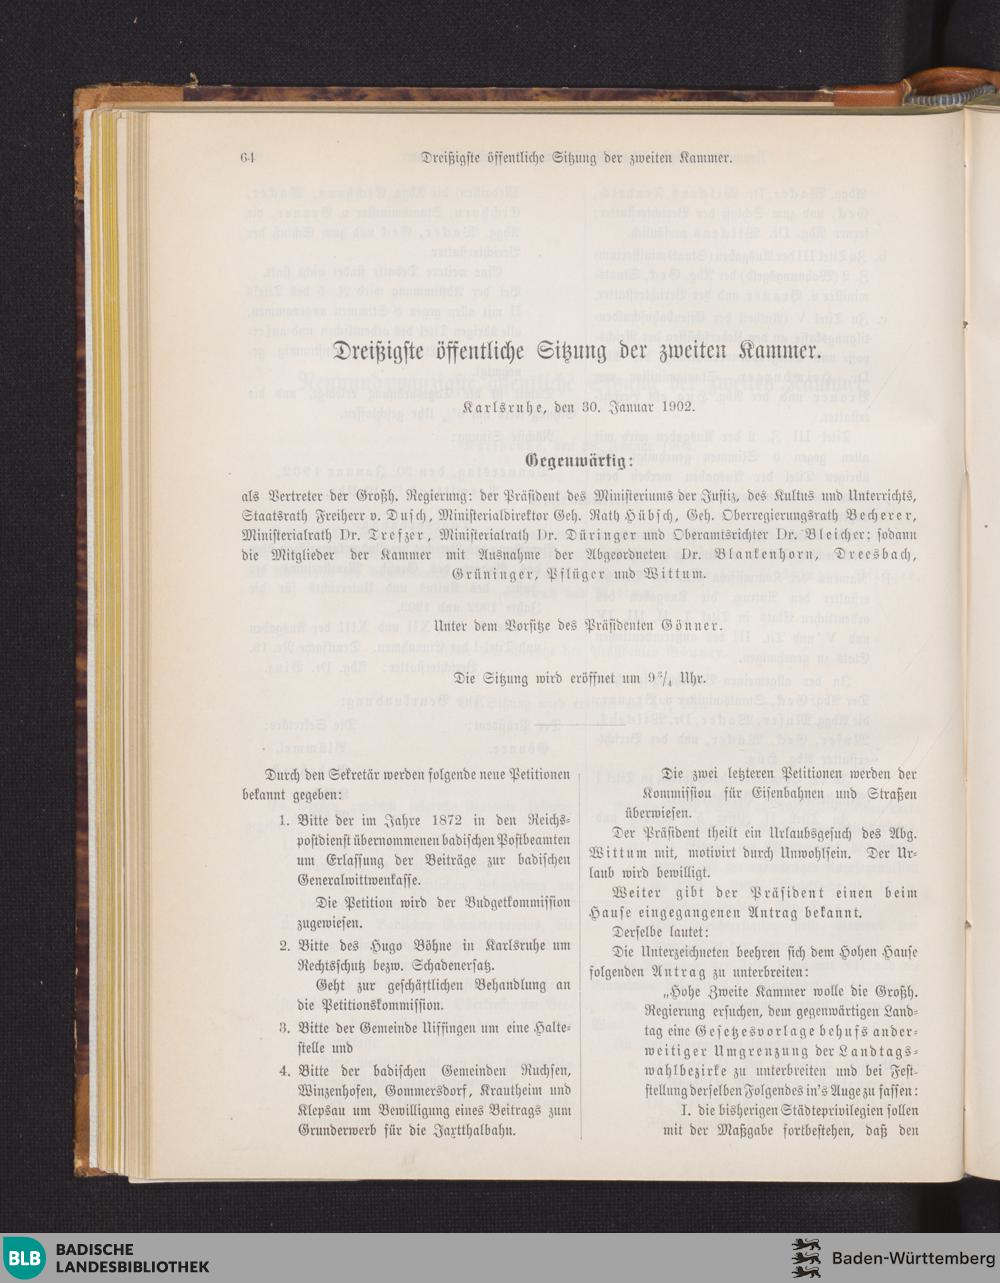 64
Dreißigste öffentliche Sitzung der zweiten Kammer.
Dreißigste öffentliche Sitzung der zweiten Kammer.
Karlsruhe, den 30. Januar 1902.
Gegenwärtig:
als Vertreter der Großh. Regierung: der Präsident des Ministeriums der Justiz, des Kultus und Unterrichts,
Staatsrath Freiherr v. Dusch, Ministerialdirektor Geh. Rath Hübsch, Geh. Oberregierungsrath Becherer,
Ministerialrath Dr. Trefzer, Ministerialrath Dr. Düringer und Oberamtsrichter Dr. Bleicher; sodann
die Mitglieder der Kammer mit Ausnahme der Abgeordneten Dr. Blankenhorn, Dreesbach,
Grüninger, Pflüger und Wittum.
Unter dem Vorsitze des Präsidenten Gönner.
Die Sitzung wird eröffnet um 9 3/4 Uhr.
Durch den Sekretär werden folgende neue Petitionen
bekannt gegeben:
1. Bitte der im Jahre 1872 in den Reichs-
postdienst übernommenen badischen Postbeamten
um Erlassung der Beiträge zur badischen
Generalwittwenkasse.
Die Petition wird der Budgetkommission
zugewiesen.
2. Bitte des Hugo Böhne in Karlsruhe um
Rechtsschutz bezw. Schadenersatz.
Geht zur geschäftlichen Behandlung an
die Petitionskommission.
3. Bitte der Gemeinde Uissingen um eine Halte-
stelle und
4. Bitte der badischen Gemeinden Ruchsen,
Winzenhofen, Gommersdorf, Krautheim und
Klepsau um Bewilligung eines Beitrags zum
Grunderwerb für die Jaxtthalbahn.
Die zwei letzteren Petitionen werden der
Kommission für Eisenbahnen und Straßen
überwiesen.
Der Präsident theilt ein Urlaubsgesuch des Abg.
Wittum mit, motivirt durch Unwohlsein. Der Ur-
laub wird bewilligt.
Weiter gibt der Präsident einen beim
Hause eingegangenen Antrag bekannt.
Derselbe lautet:
Die Unterzeichneten beehren sich dem Hohen Hause
folgenden Antrag zu unterbreiten:
„Hohe Zweite Kammer wolle die Großh.
Regierung ersuchen, dem gegenwärtigen Land-
tag eine Gesetzesvorlage behufs ander-
weitiger Umgrenzung der Landtags-
wahlbezirke zu unterbreiten und bei Fest-
stellung derselben Folgendes in's Auge zu fassen:
I. die bisherigen Städteprivilegien sollen
mit der Maßgabe fortbestehen, daß den
BLB
BADISCHE
LANDESBIBLIOTHEK
Baden-Württemberg